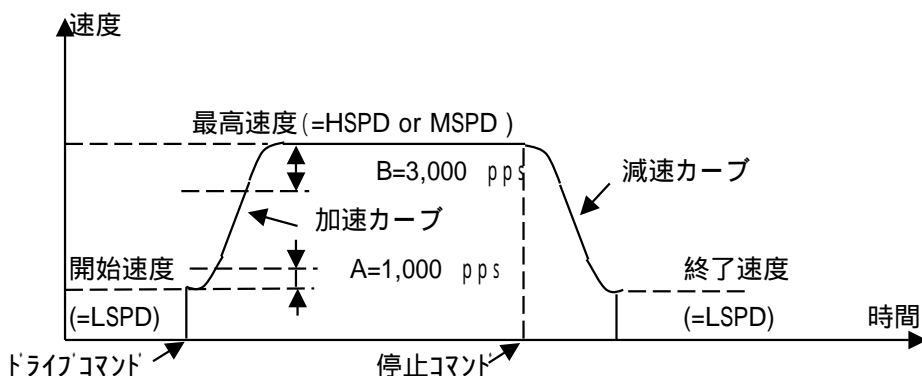 速度
最高速度(=HSPD or MSPD )
B=3,000 pps
減速カーブ
加速カーブ
開始速度
A=1,000 pps
終了速度
(=LSPD)
(=LSPD)
時間
ﾄﾞﾗｲﾌﾞｺﾏﾝﾄﾞ
停止ｺﾏﾝﾄﾞ